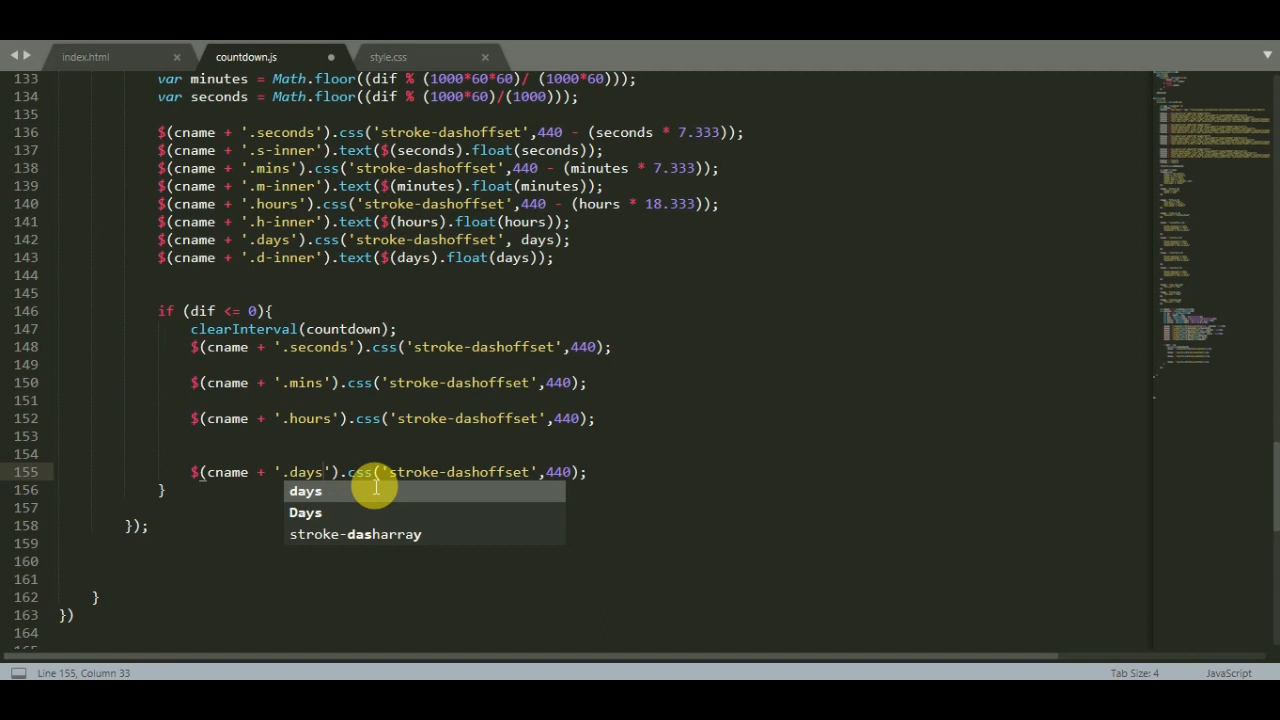 index.html
countdown.js
style.css
133 var minutes = Math.floor((dif % (1000*60*60)/ (1000*60)));
134 var seconds = Math.floor((dif % (1000*60)/(1000)));
135
136 $(cname + '.seconds').css('stroke-dashoffset',440 - (seconds * 7.333));
137 $(cname + '.s-inner').text($(seconds).float(seconds));
138 $(cname + '.mins').css('stroke-dashoffset',440 - (minutes * 7.333));
139 $(cname + '.m-inner').text($(minutes).float(minutes));
140 $(cname + '.hours').css('stroke-dashoffset',440 - (hours * 18.333));
141 $(cname + '.h-inner').text($(hours).float(hours));
142 $(cname + '.days').css('stroke-dashoffset', days);
143 $(cname + '.d-inner').text($(days).float(days));
144
145
146 if (dif <= 0){
147 clearInterval(countdown);
148 $(cname + '.seconds').css('stroke-dashoffset',440);
149
150 $(cname + '.mins').css('stroke-dashoffset',440);
151
152 $(cname + '.hours').css('stroke-dashoffset',440);
153
154
155 $(cname + '.days').css('stroke-dashoffset',440);
156 }
days
157
Days
158 });
stroke-dasharray
159
160
161
162 }
163 })
164
Line 155, Column 33
Tab Size: 4
JavaScript